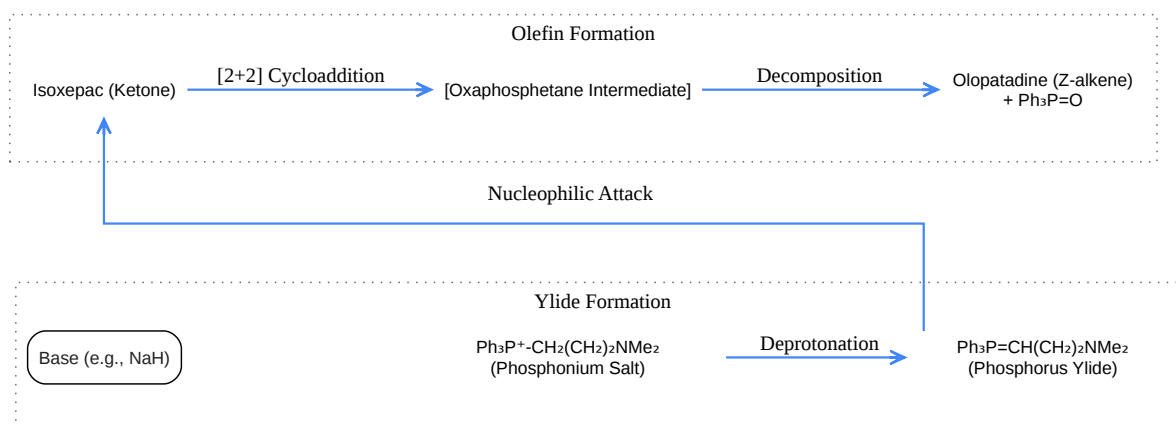 Olefin Formation
[2+2] Cycloaddition
Decomposition
Isoxepac (Ketone)
[Oxaphosphetane Intermediate]
Olopatadine (Z-alkene)
+ Ph₃P=O
Nucleophilic Attack
Ylide Formation
Base (e.g., NaH)
Ph₃P⁺-CH₂(CH₂)₂NMe₂
(Phosphonium Salt)
Deprotonation
Ph₃P=CH(CH₂)₂NMe₂
(Phosphorus Ylide)